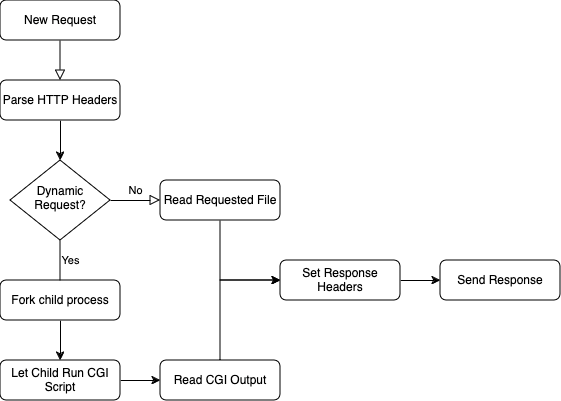 New Request
Parse HTTP Headers
Dynamic
Request?
No
Read Requested File
Yes
Set Response
Headers
Send Response
Fork child process
Let Child Run CGI
Script
Read CGI Output